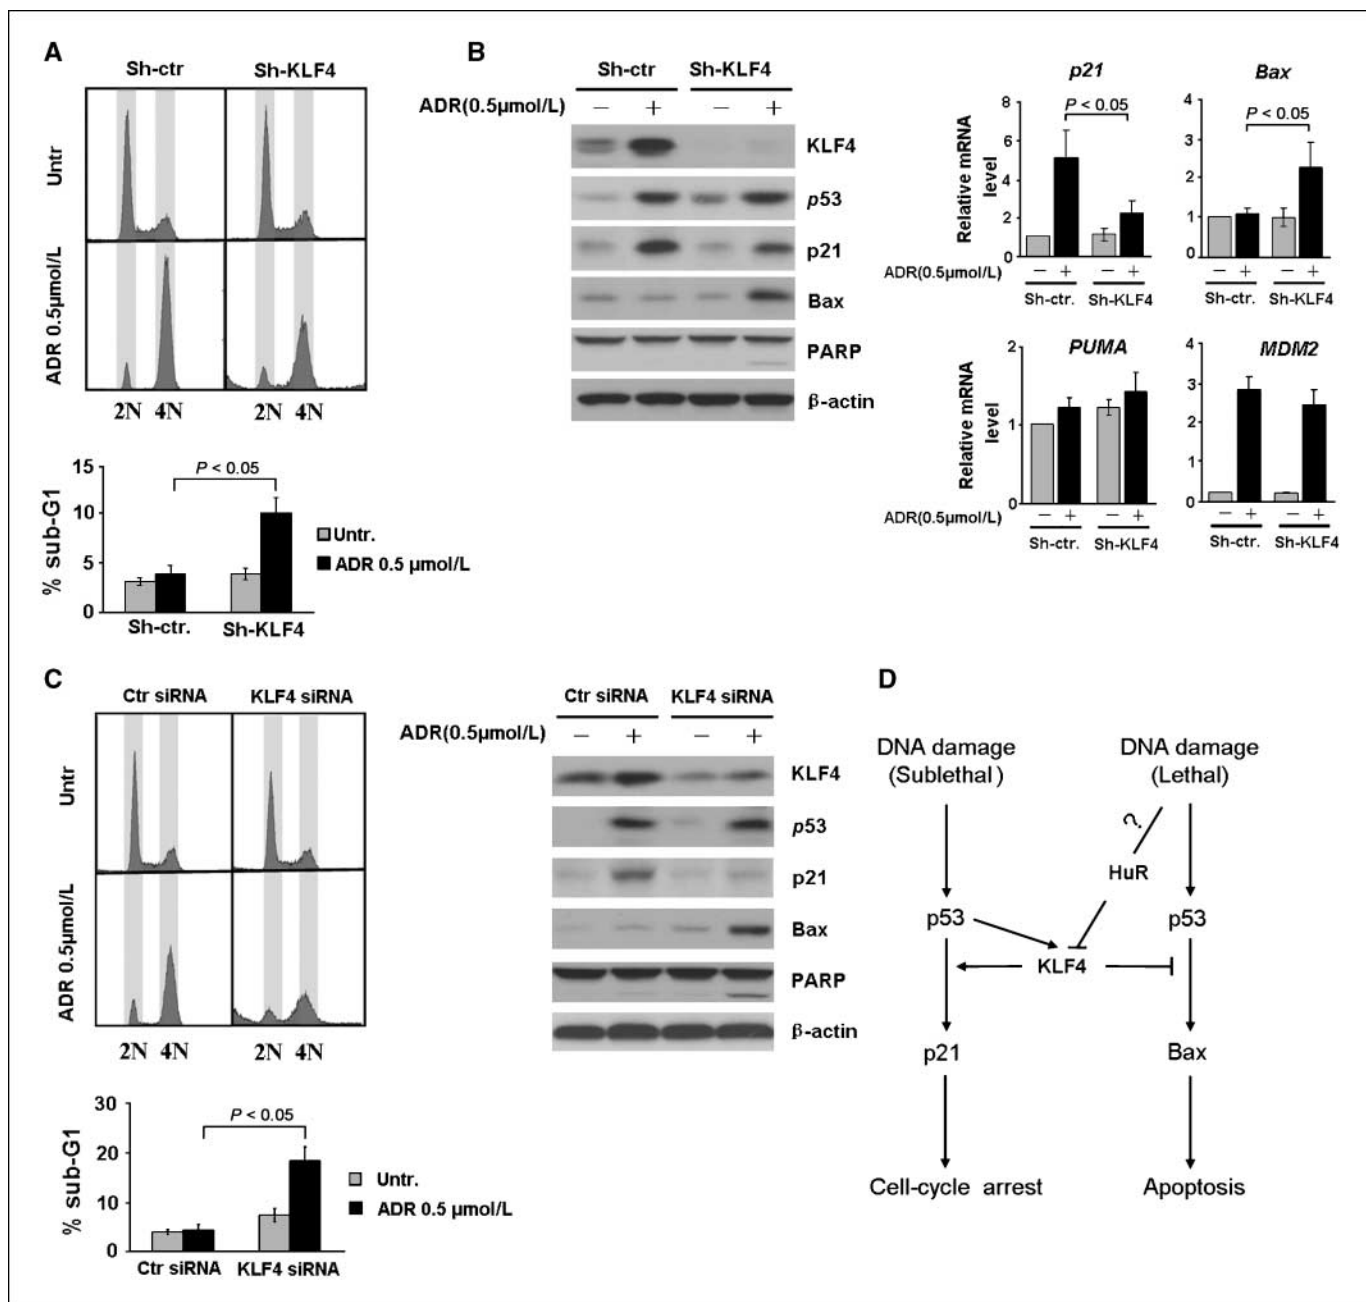 A
Sh-ctr Sh-KLF4
Untr
ADR 0.5µmol/L
2N 4N 2N 4N
% sub-G1
15
10
5
0
P < 0.05
Untr.
ADR 0.5 µmol/L
Sh-ctr. Sh-KLF4
B
Sh-ctr Sh-KLF4
ADR(0.5µmol/L) – + – +
KLF4
p53
p21
Bax
PARP
β-actin
p21
Relative mRNA level
8
6
4
2
0
P < 0.05
ADR(0.5µmol/L) – + – +
Sh-ctr. Sh-KLF4
Bax
4
3
2
1
0
P < 0.05
– + – +
Sh-ctr. Sh-KLF4
PUMA
Relative mRNA level
2
1
0
ADR(0.5µmol/L) – + – +
Sh-ctr. Sh-KLF4
MDM2
4
3
2
1
0
– + – +
Sh-ctr. Sh-KLF4
C
Ctr siRNA KLF4 siRNA
Untr
ADR 0.5µmol/L
2N 4N 2N 4N
% sub-G1
30
20
10
0
P < 0.05
Untr.
ADR 0.5 µmol/L
Ctr siRNA KLF4 siRNA
Ctr siRNA KLF4 siRNA
ADR(0.5µmol/L) – + – +
KLF4
p53
p21
Bax
PARP
β-actin
D
DNA damage
(Sublethal)
DNA damage
(Lethal)
?
HuR
p53
p53
KLF4
p21
Bax
Cell-cycle arrest
Apoptosis